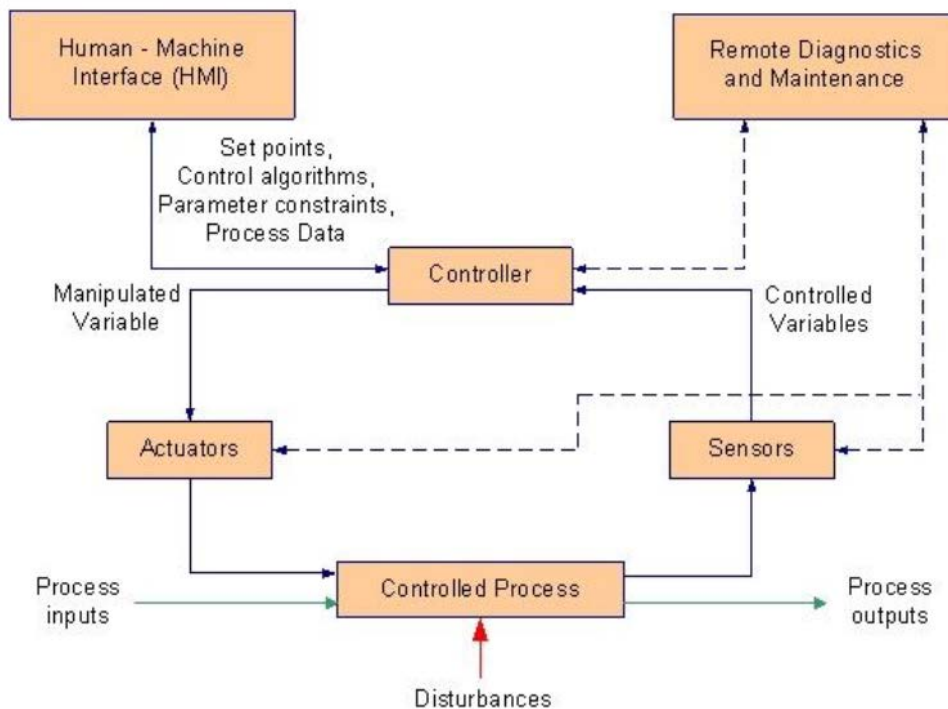 Human - Machine
Interface (HMI)
Remote Diagnostics
and Maintenance
Set points,
Control algorithms,
Parameter constraints,
Process Data
Controller
Manipulated
Variable
Controlled
Variables
Actuators
Sensors
Process
inputs
Controlled Process
Process
outputs
Disturbances